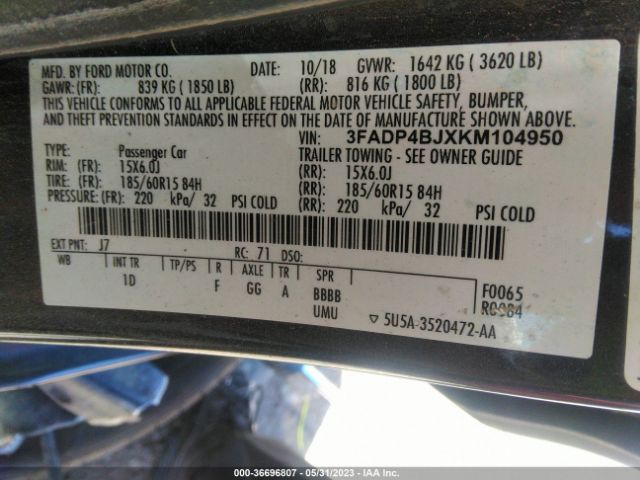 MFD. BY FORD MOTOR CO. DATE: 10/18 GVWR: 1642 KG ( 3620 LB)
GAWR: (FR): 839 KG ( 1850 LB) (RR): 816 KG ( 1800 LB)
THIS VEHICLE CONFORMS TO ALL APPLICABLE FEDERAL MOTOR VEHICLE SAFETY, BUMPER,
AND THEFT PREVENTION STANDARDS IN EFFECT ON THE DATE OF MANUFACTURE SHOWN ABOVE.
VIN: 3FADP4BJXKM104950
TYPE: Passenger Car TRAILER TOWING - SEE OWNER GUIDE
RIM: (FR): 15X6.0J (RR): 15X6.0J
TIRE: (FR): 185/60R15 84H (RR): 185/60R15 84H
PRESSURE: (FR): 220 kPa/ 32 PSI COLD (RR): 220 kPa/ 32 PSI COLD
EXT PNT: J7 RC: 71 DSO:
WB INT TR TP/PS R AXLE TR SPR
1D F GG A BBBB
UMU
F0065
R0084
▽ 5U5A-3520472-AA
000-36696807 - 05/31/2023 - IAA Inc.